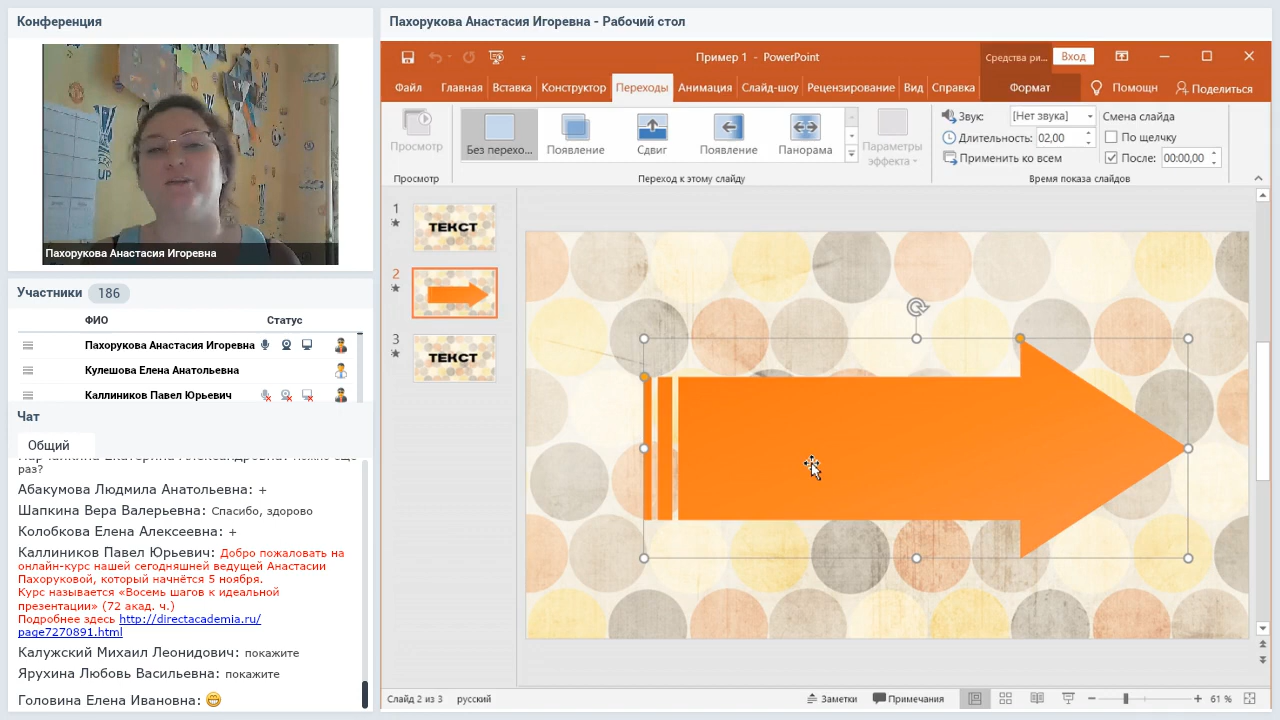 Конференция
Пахорукова Анастасия Игоревна
Участники 186
ФИО Статус
Пахорукова Анастасия Игоревна
Кулешова Елена Анатольевна
Каллиников Павел Юрьевич
Чат
Общий
раз?
Абакумова Людмила Анатольевна: +
Шапкина Вера Валерьевна: Спасибо, здорово
Колобкова Елена Алексеевна: +
Каллиников Павел Юрьевич: Добро пожаловать на
онлайн-курс нашей сегодняшней ведущей Анастасии
Пахоруковой, который начнётся 5 ноября.
Курс называется «Восемь шагов к идеальной
презентации» (72 акад. ч.)
Подробнее здесь http://directacademia.ru/
page7270891.html
Калужский Михаил Леонидович: покажите
Ярухина Любовь Васильевна: покажите
Головина Елена Ивановна: 😁
Пахорукова Анастасия Игоревна - Рабочий стол
Пример 1 - PowerPoint
Средства ри...
Вход
Файл Главная Вставка Конструктор Переходы Анимация Слайд-шоу Рецензирование Вид Справка Формат Помощн Поделиться
Просмотр
Без перехо... Появление Сдвиг Появление Панорама
Параметры
эффекта
Звук: [Нет звука]
Длительность: 02,00
Применить ко всем
Смена слайда
По щелчку
После: 00:00,00
Просмотр Переход к этому слайду Время показа слайдов
1
ТЕКСТ
2
3
ТЕКСТ
Слайд 2 из 3 русский Заметки Примечания 61 %